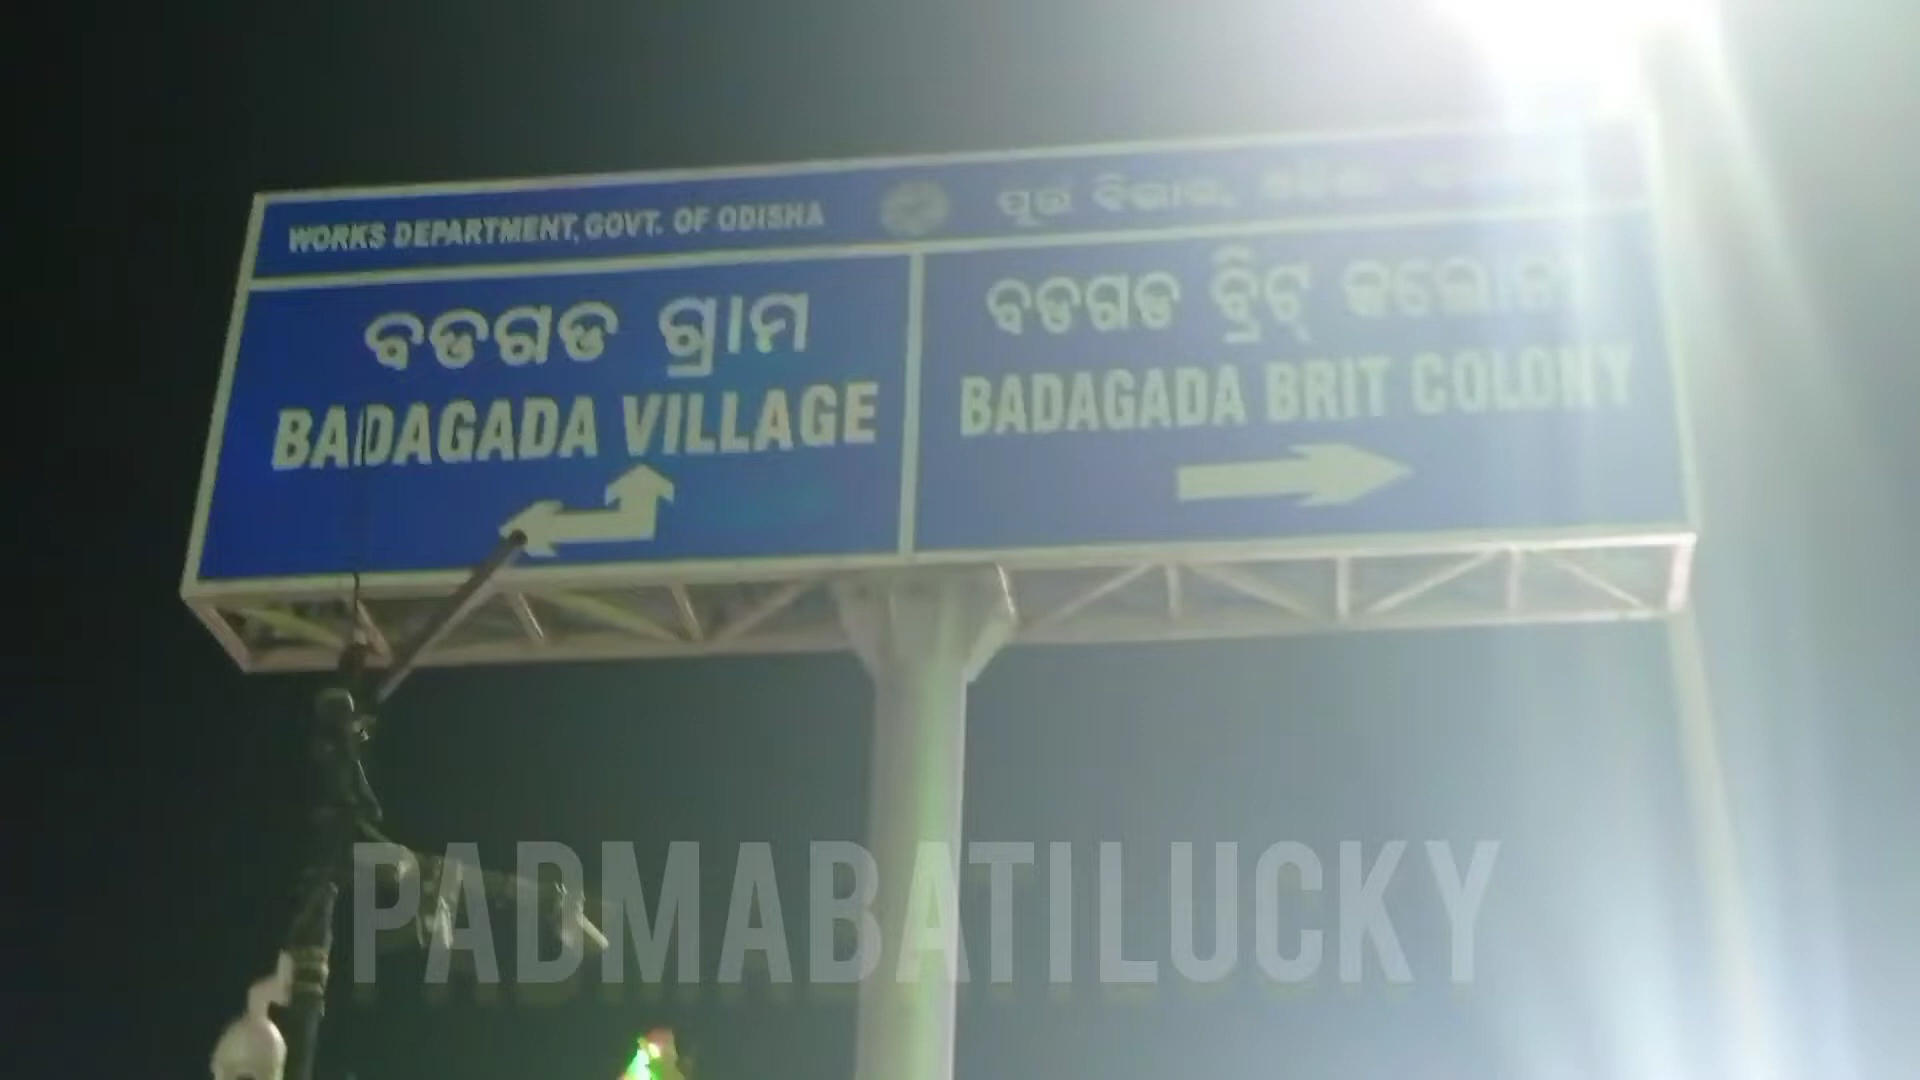 WORKS DEPARTMENT, GOVT. OF ODISHA
ପୂର୍ତ୍ତ ବିଭାଗ,
ବଡଗଡ ଗ୍ରାମ
BADAGADA VILLAGE
ବଡଗଡ ବ୍ରିଟ୍ କଲୋନୀ
BADAGADA BRIT COLONY
PADMABATILUCKY